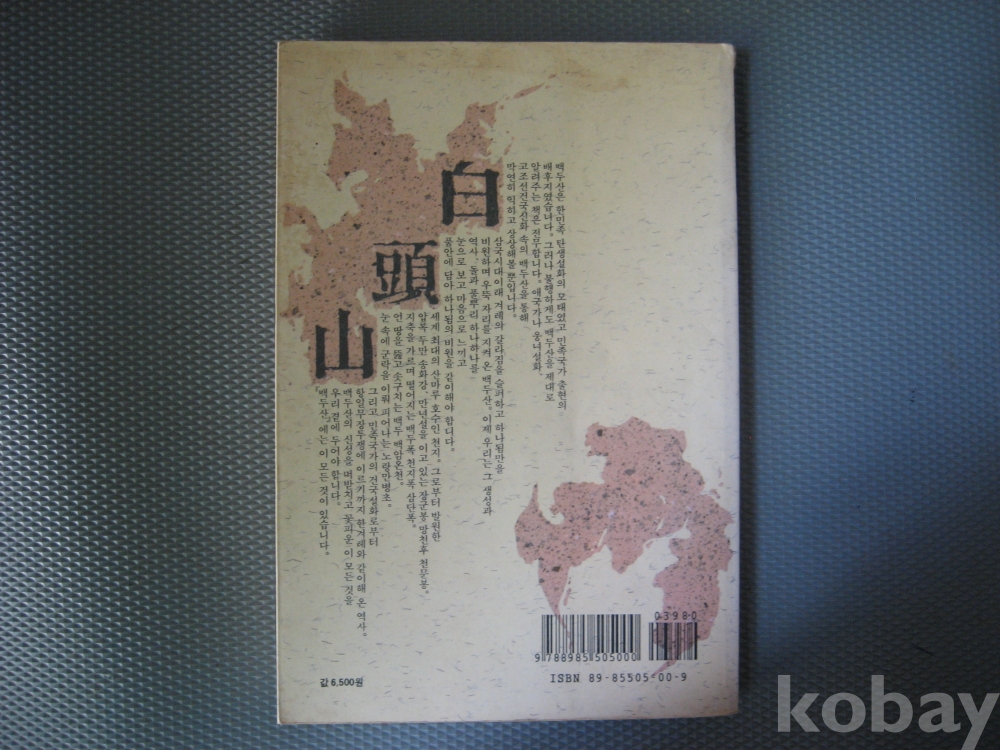 白頭山
백두산은 한민족 탄생설화의 모태였고 민족국가 출현의
배후지였습니다. 그러나 불행하게도 백두산을 제대로
알려주는 책은 전무합니다. 애국가나 웅녀설화
고조선건국신화 속의 백두산을 통해
막연히 익히고 상상해볼 뿐입니다.
삼국시대이래 겨레의 갈라짐을 슬퍼하고 하나됨만을
비원하며 우뚝 자리를 지켜 온 백두산. 이제 우리는 그 생성과
역사, 돌과 풀뿌리 하나하나를
눈으로 보고 마음으로 느끼고
품안에 담아 하나됨의 비원을 같이해야 합니다.
세계 최대의 산마루 호수인 천지. 그로부터 발원한
압록 두만 송화강. 만년설을 이고 있는 장군봉 망천후 천문봉.
지축을 가르며 떨어지는 백두폭 천지폭 삼단폭.
언 땅을 뚫고 솟구치는 백두 백암온천.
눈 속에 군락을 이뤄 피어나는 노랑만병초.
그리고 민족국가의 건국설화로부터
항일무장투쟁에 이르기까지 한겨레와 같이해 온 역사.
백두산의 신성을 떠받치고 꽃피운 이 모든 것을
우리 곁에 두어야 합니다.
『백두산』에는 이 모든 것이 있습니다.
03980
9 788985 505000
ISBN 89-85505-00-9
값 6,500원
kobay